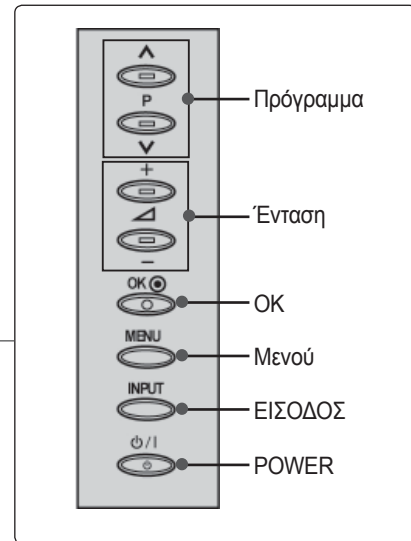 P
Πρόγραμμα
+
Ένταση
−
OK
OK
MENU
Μενού
INPUT
ΕΙΣΟΔΟΣ
⏻/I
POWER